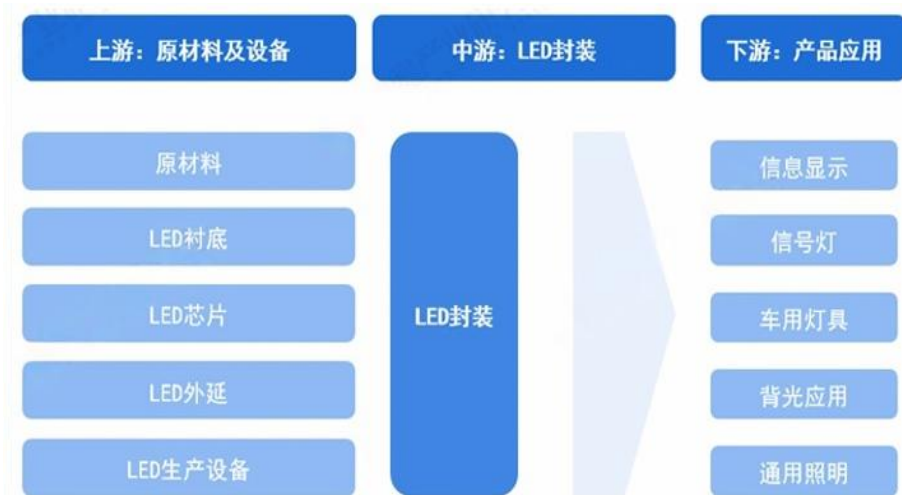 上游：原材料及设备
中游：LED封装
下游：产品应用
原材料
LED衬底
LED芯片
LED外延
LED生产设备
LED封装
信息显示
信号灯
车用灯具
背光应用
通用照明